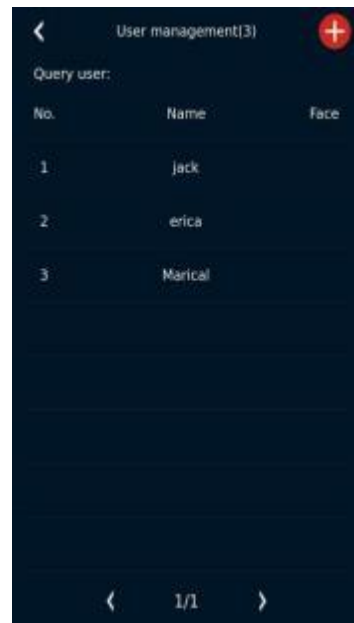 User management(3)
Query user:
No. Name Face
1 jack
2 erica
3 Marical
1/1